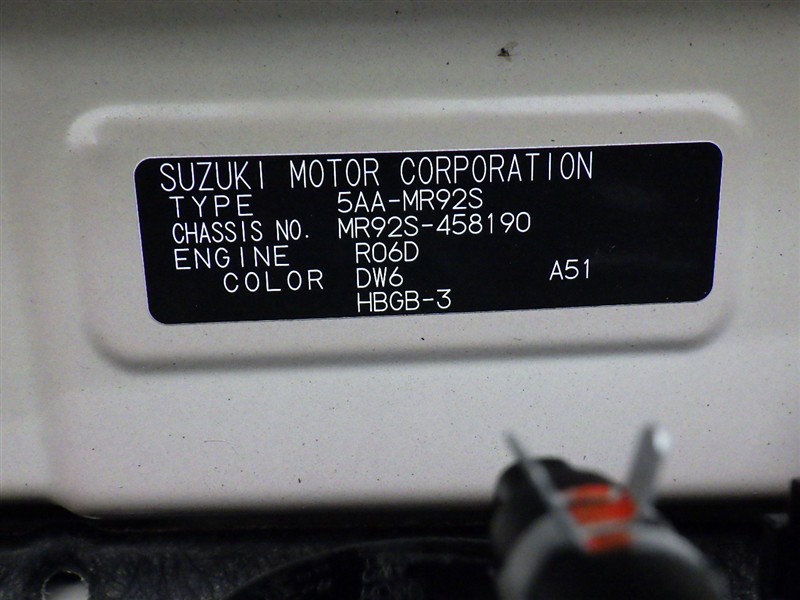 SUZUKI MOTOR CORPORATION
TYPE 5AA-MR92S
CHASSIS NO. MR92S-458190
ENGINE R06D
COLOR DW6 A51
HBGB-3